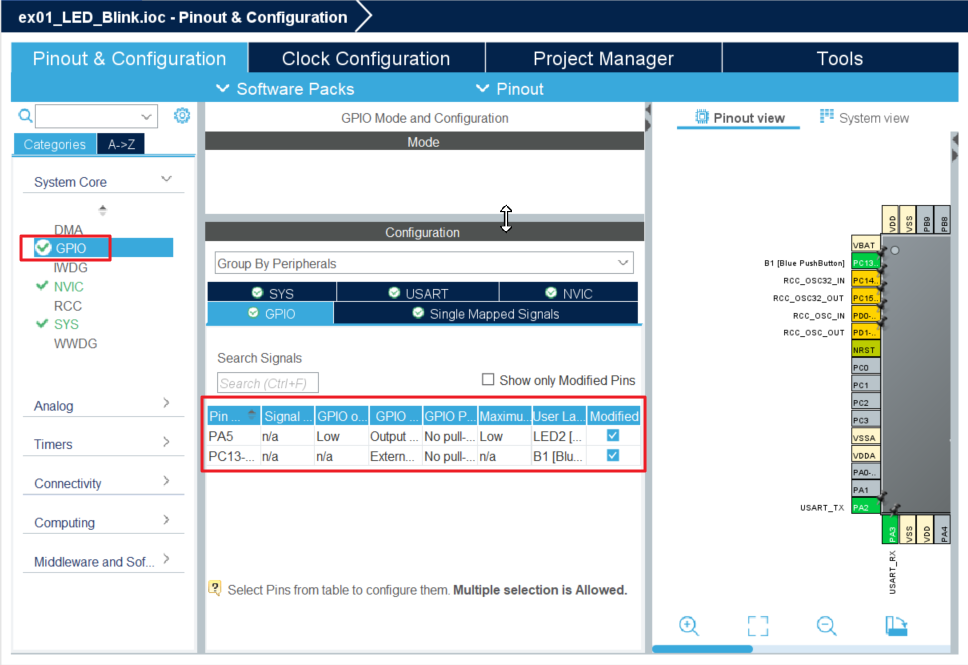 ex01_LED_Blink.ioc - Pinout & Configuration
Pinout & Configuration
Clock Configuration
Project Manager
Tools
Software Packs
Pinout
Categories
A->Z
System Core
DMA
GPIO
IWDG
NVIC
RCC
SYS
WWDG
Analog
Timers
Connectivity
Computing
Middleware and Sof...
GPIO Mode and Configuration
Mode
Configuration
Group By Peripherals
SYS
USART
NVIC
GPIO
Single Mapped Signals
Search Signals
Search (Ctrl+F)
Show only Modified Pins
Pin ... Signal ... GPIO o... GPIO ... GPIO P... Maximu... User La... Modified
PA5 n/a Low Output ... No pull-... Low LED2 [...
PC13-... n/a n/a Extern... No pull-... n/a B1 [Blu...
Select Pins from table to configure them. Multiple selection is Allowed.
Pinout view
System view
VDD
VSS
PB9
PB8
VBAT
B1 [Blue PushButton] PC13..
RCC_OSC32_IN PC14..
RCC_OSC32_OUT PC15..
RCC_OSC_IN PD0-..
RCC_OSC_OUT PD1-..
NRST
PC0
PC1
PC2
PC3
VSSA
VDDA
PA0-..
PA1
USART_TX PA2
PA3
VSS
VDD
PA4
USART_RX